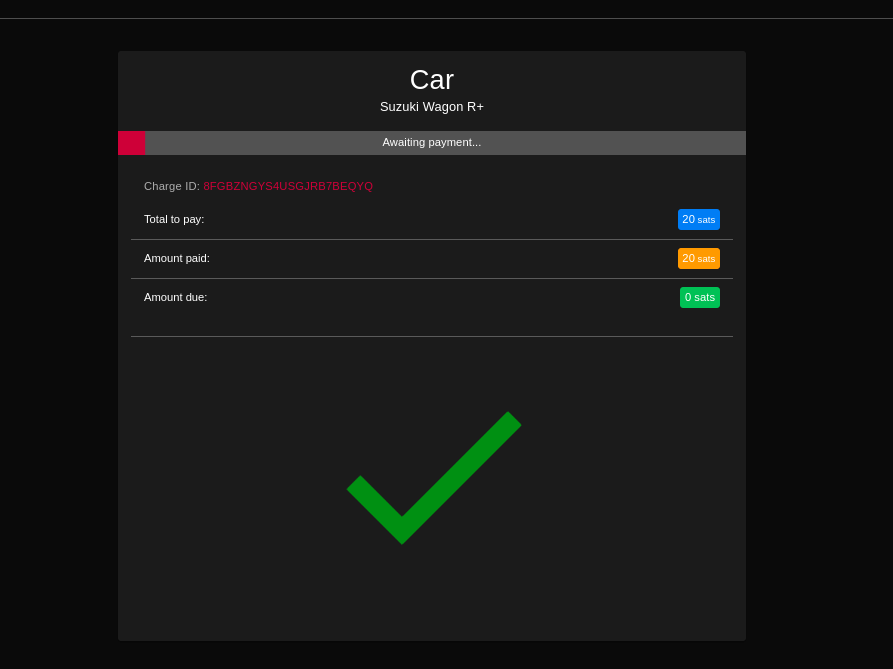 Car
Suzuki Wagon R+
Awaiting payment...
Charge ID: 8FGBZNGYS4USGJRB7BEQYQ
Total to pay: 20 sats
Amount paid: 20 sats
Amount due: 0 sats